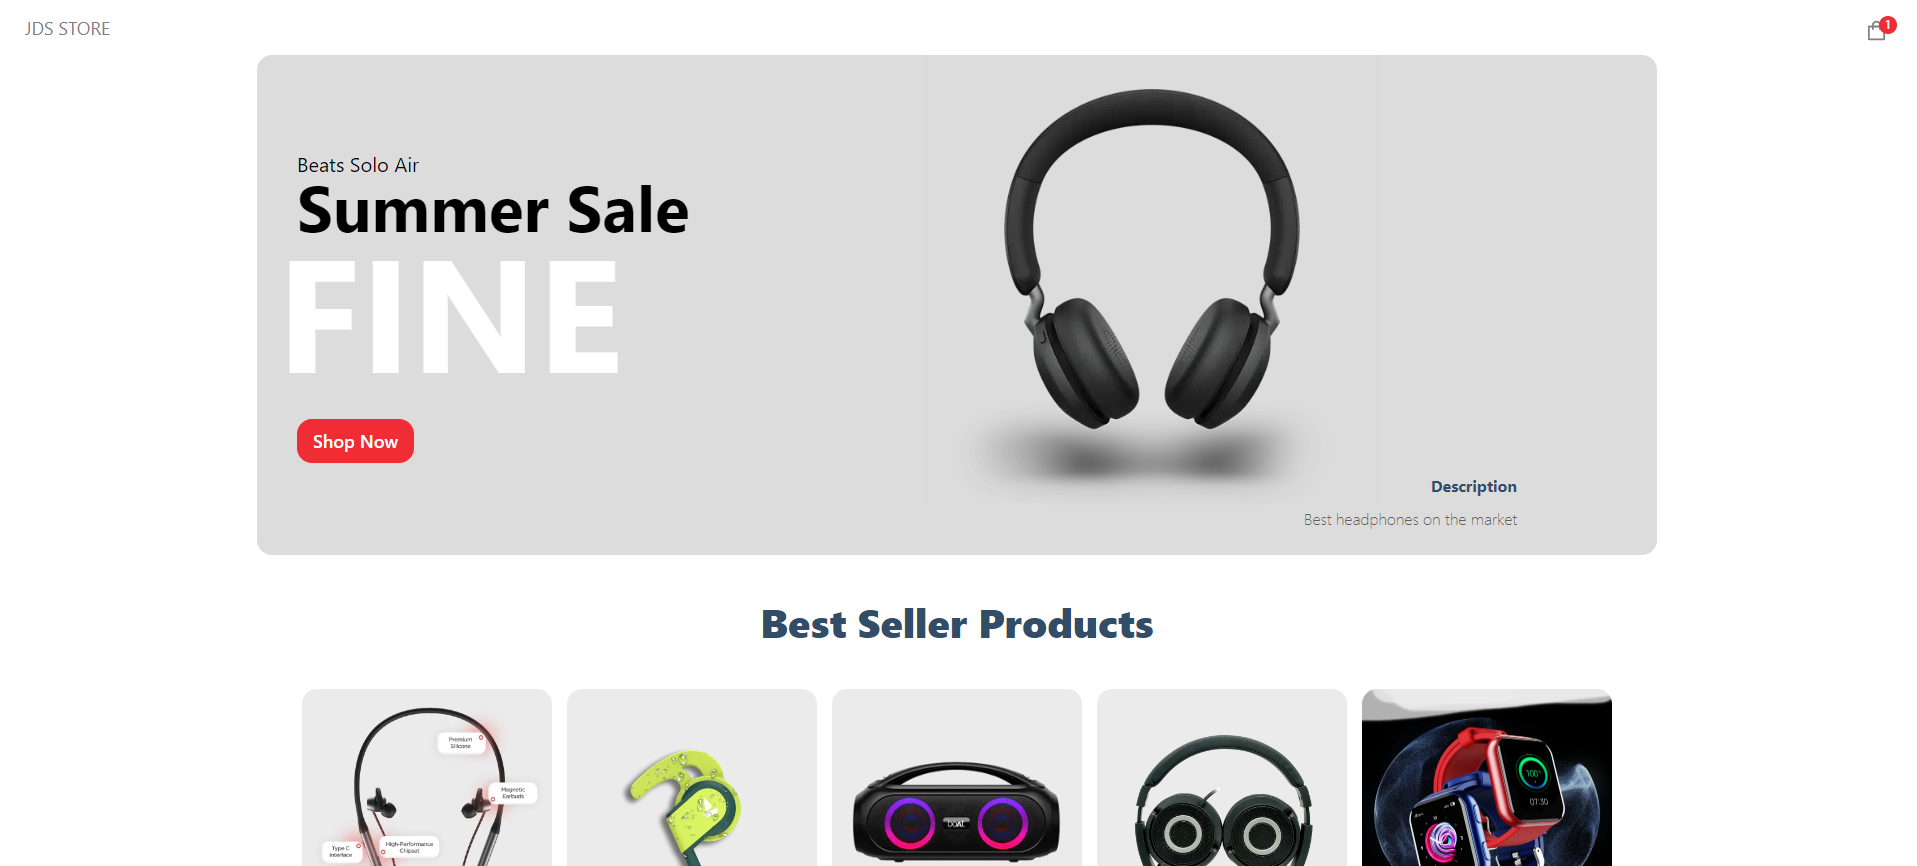 JDS STORE
1
Beats Solo Air
Summer Sale
FINE
Shop Now
Description
Best headphones on the market
Best Seller Products
Premium
Silicone
Magnetic
Earbuds
Type C
Interface
High-Performance
Chipset
100%
07:30